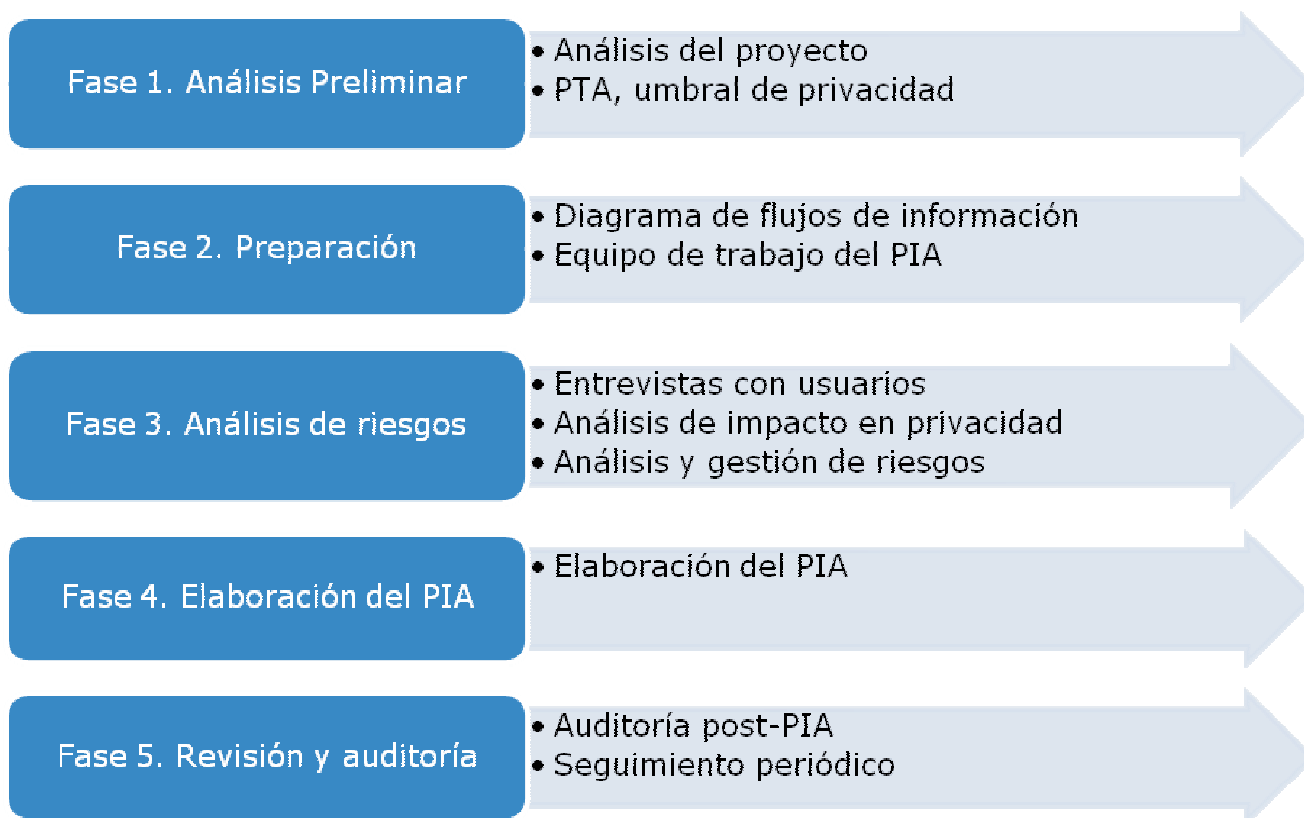 Fase 1. Análisis Preliminar
• Análisis del proyecto
• PTA, umbral de privacidad
Fase 2. Preparación
• Diagrama de flujos de información
• Equipo de trabajo del PIA
Fase 3. Análisis de riesgos
• Entrevistas con usuarios
• Análisis de impacto en privacidad
• Análisis y gestión de riesgos
Fase 4. Elaboración del PIA
• Elaboración del PIA
Fase 5. Revisión y auditoría
• Auditoría post-PIA
• Seguimiento periódico